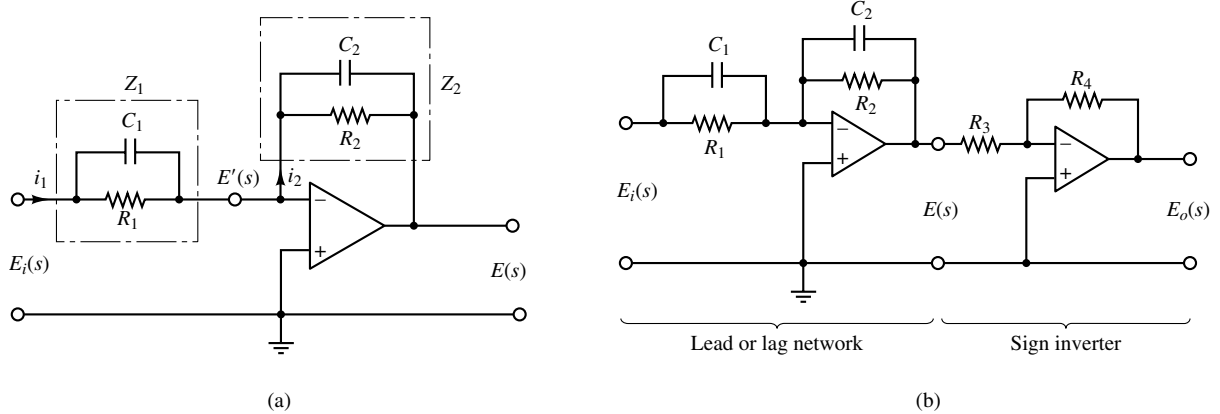 C₂
Z₁
Z₂
C₁
R₂
i₁
E′(s)
i₂
−
R₁
+
Eᵢ(s)
E(s)
(a)
C₂
C₁
R₄
R₂
R₃
−
−
R₁
+
+
Eᵢ(s)
E(s)
Eₒ(s)
Lead or lag network
Sign inverter
(b)